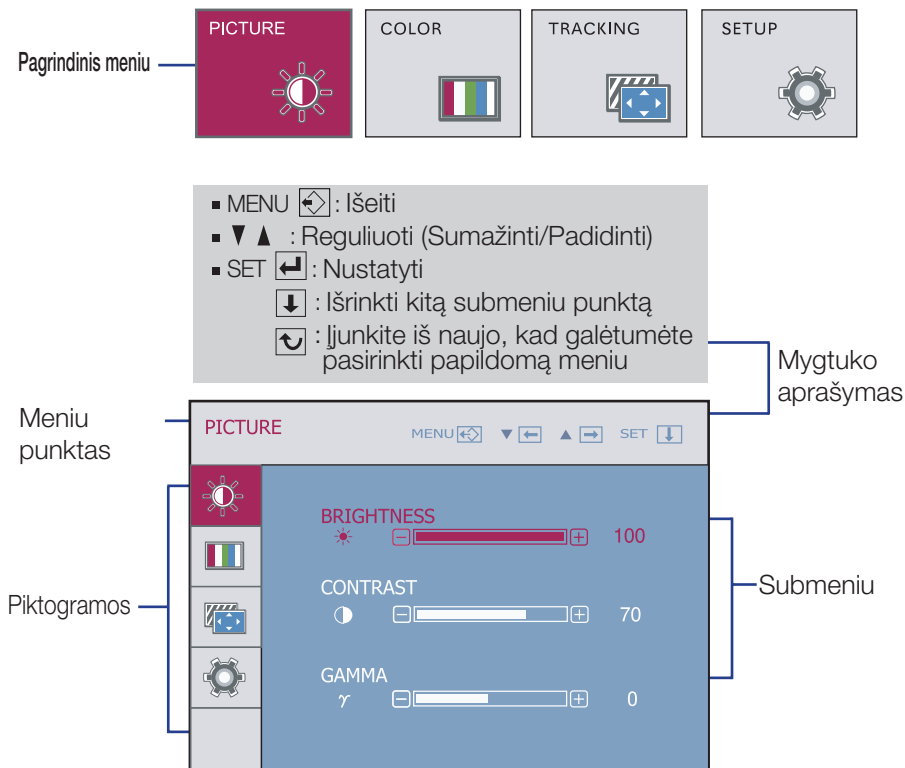 PICTURE
COLOR
TRACKING
SETUP
Pagrindinis meniu
MENU : Išeiti
▼ ▲ : Reguliuoti (Sumažinti/Padidinti)
SET : Nustatyti
: Išrinkti kitą submeniu punktą
: Įjunkite iš naujo, kad galėtumėte
pasirinkti papildomą meniu
Mygtuko
aprašymas
Meniu
punktas
PICTURE
MENU ▼ ▲ SET
BRIGHTNESS
100
CONTRAST
70
GAMMA
γ 0
Piktogramos
Submeniu